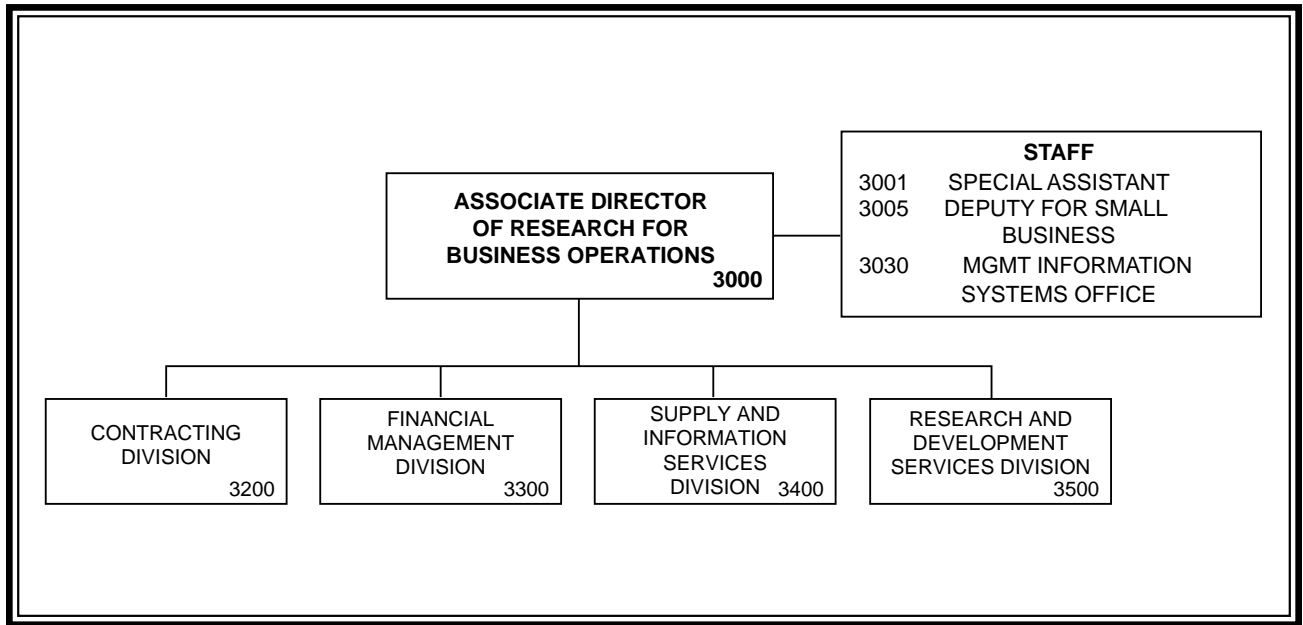 STAFF
3001 SPECIAL ASSISTANT
3005 DEPUTY FOR SMALL
BUSINESS
3030 MGMT INFORMATION
SYSTEMS OFFICE
ASSOCIATE DIRECTOR
OF RESEARCH FOR
BUSINESS OPERATIONS
3000
CONTRACTING
DIVISION
3200
FINANCIAL
MANAGEMENT
DIVISION
3300
SUPPLY AND
INFORMATION
SERVICES
DIVISION 3400
RESEARCH AND
DEVELOPMENT
SERVICES DIVISION
3500